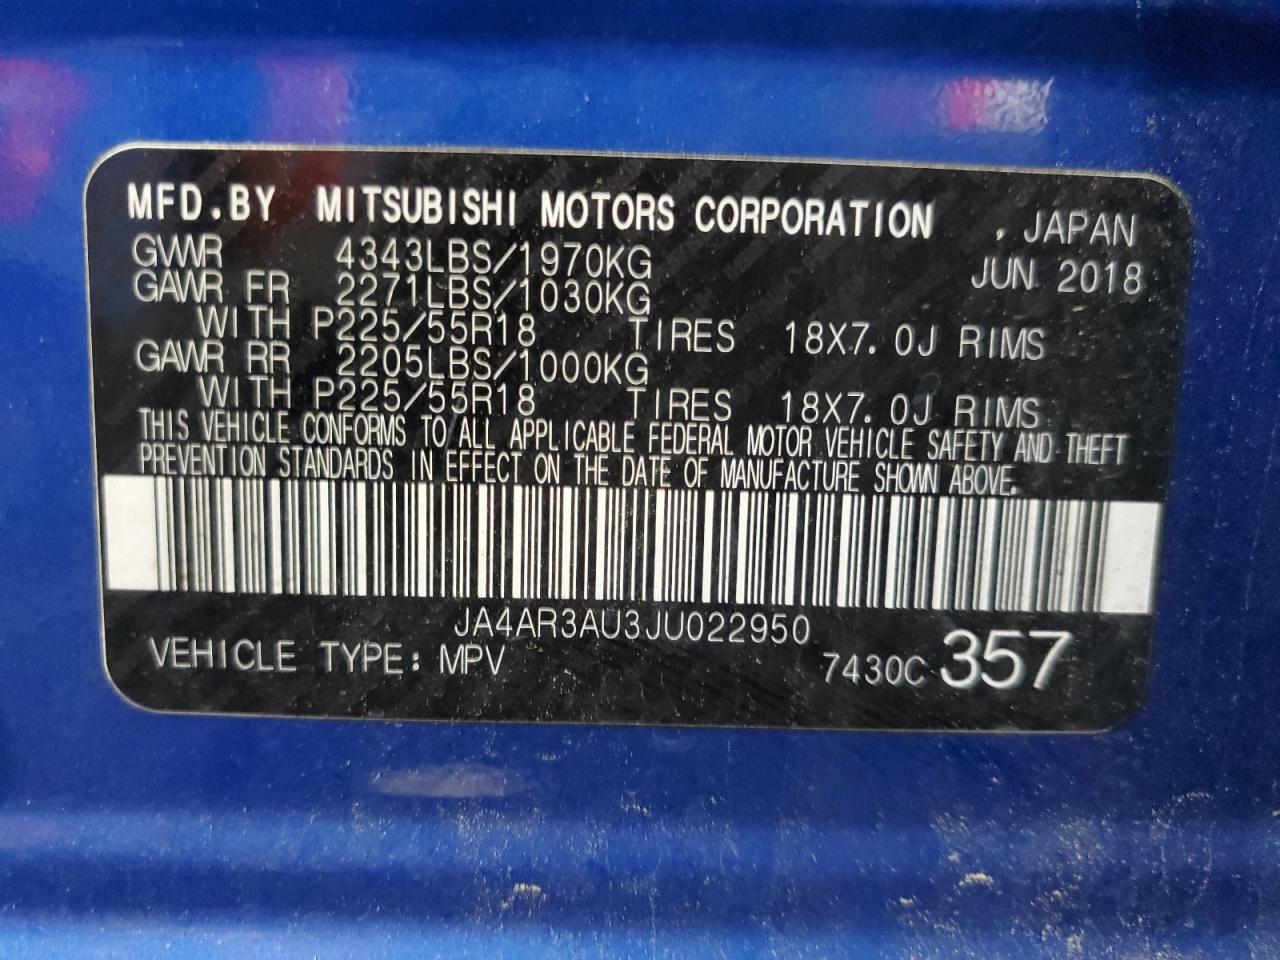 MFD.BY MITSUBISHI MOTORS CORPORATION , JAPAN
GVWR 4343LBS/1970KG JUN 2018
GAWR FR 2271LBS/1030KG
WITH P225/55R18 TIRES 18X7.0J RIMS
GAWR RR 2205LBS/1000KG
WITH P225/55R18 TIRES 18X7.0J RIMS
THIS VEHICLE CONFORMS TO ALL APPLICABLE FEDERAL MOTOR VEHICLE SAFETY AND THEFT
PREVENTION STANDARDS IN EFFECT ON THE DATE OF MANUFACTURE SHOWN ABOVE.
JA4AR3AU3JU022950
VEHICLE TYPE: MPV 7430C 357